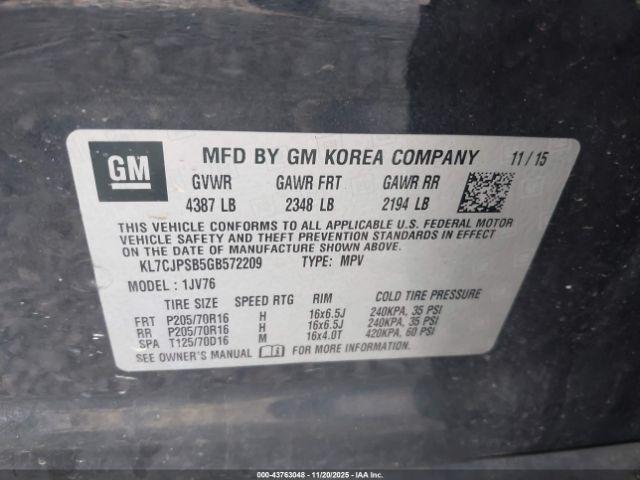 GM
MFD BY GM KOREA COMPANY 11/15
GVWR GAWR FRT GAWR RR
4387 LB 2348 LB 2194 LB
THIS VEHICLE CONFORMS TO ALL APPLICABLE U.S. FEDERAL MOTOR
VEHICLE SAFETY AND THEFT PREVENTION STANDARDS IN EFFECT
ON THE DATE OF MANUFACTURE SHOWN ABOVE.
KL7CJPSB5GB572209 TYPE: MPV
MODEL : 1JV76
TIRE SIZE SPEED RTG RIM COLD TIRE PRESSURE
FRT P205/70R16 H 16x6.5J 240KPA, 35 PSI
RR P205/70R16 H 16x6.5J 240KPA, 35 PSI
SPA T125/70D16 M 16x4.0T 420KPA, 60 PSI
SEE OWNER'S MANUAL FOR MORE INFORMATION
000-43763048 - 11/20/2025 - IAA